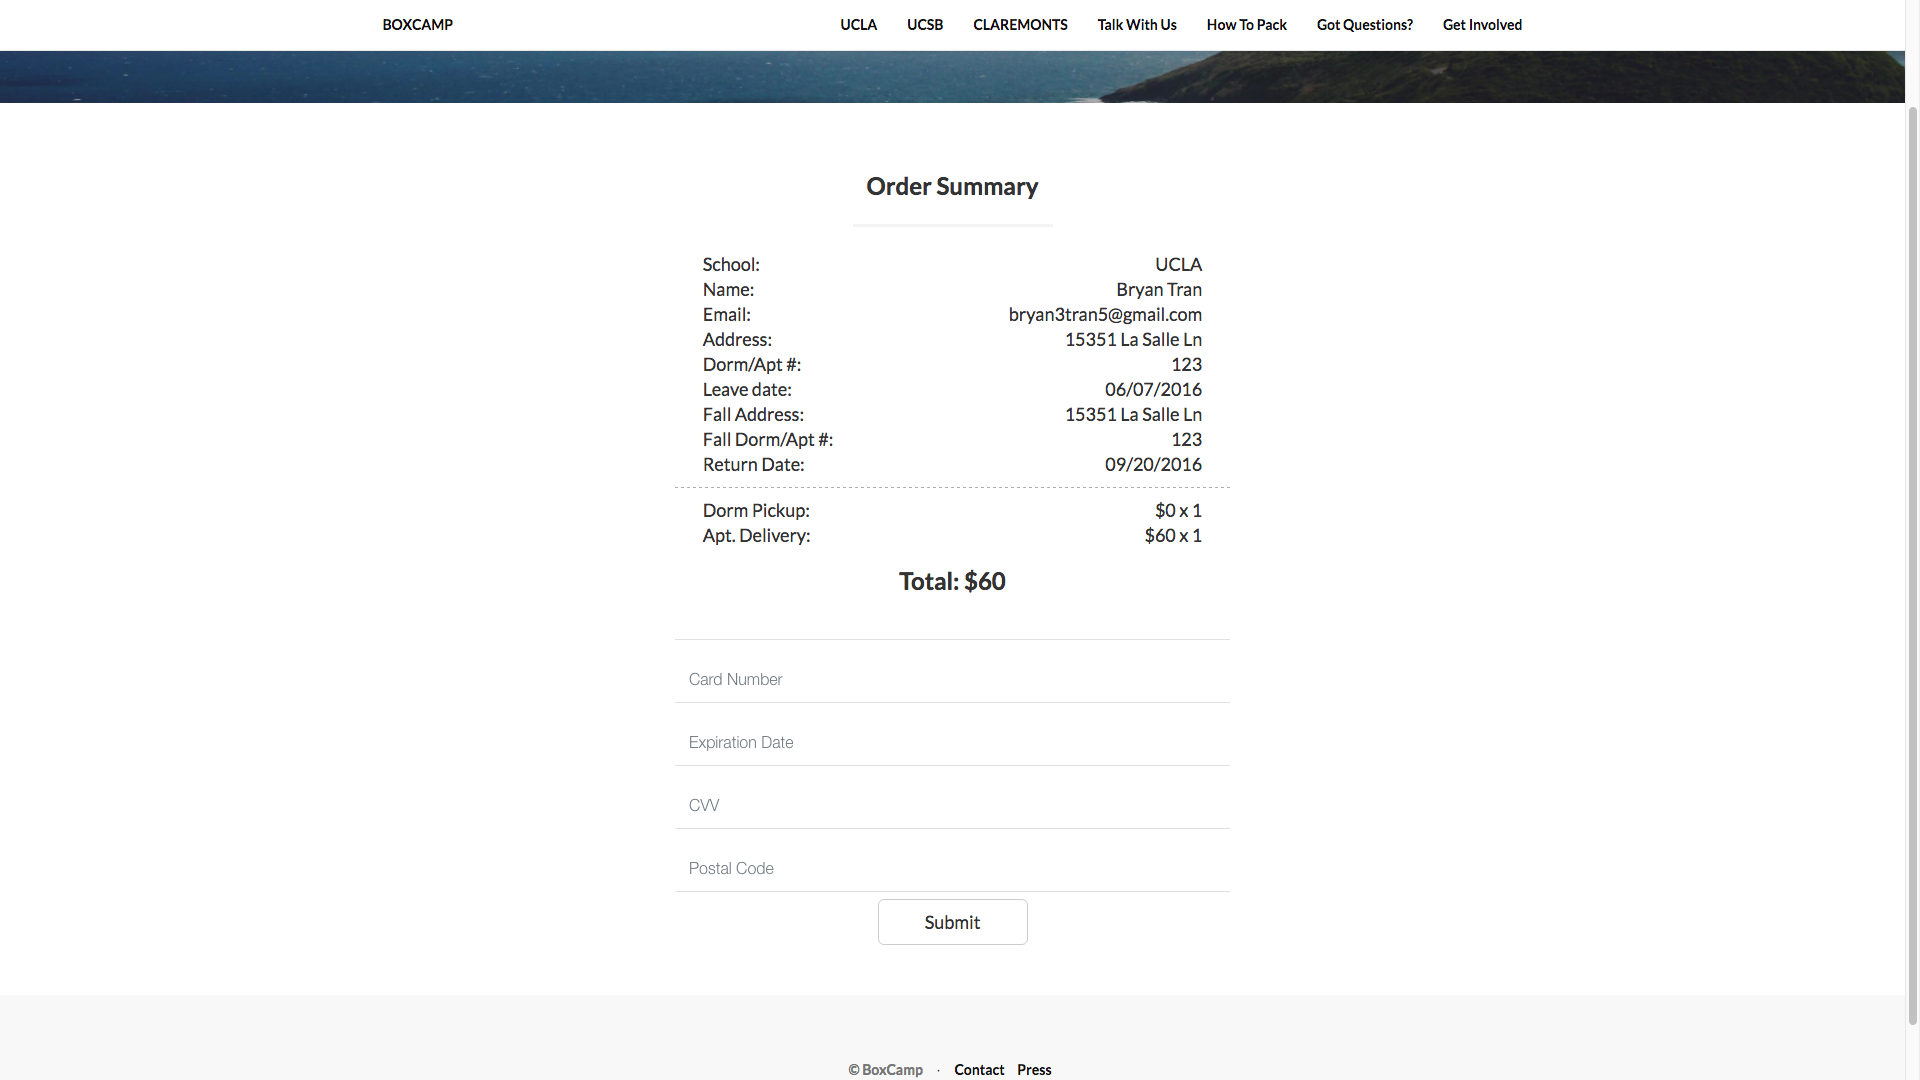 BOXCAMP UCLA UCSB CLAREMONTS Talk With Us How To Pack Got Questions? Get Involved
Order Summary
School: UCLA
Name: Bryan Tran
Email: bryan3tran5@gmail.com
Address: 15351 La Salle Ln
Dorm/Apt #: 123
Leave date: 06/07/2016
Fall Address: 15351 La Salle Ln
Fall Dorm/Apt #: 123
Return Date: 09/20/2016
Dorm Pickup: $0 x 1
Apt. Delivery: $60 x 1
Total: $60
Card Number
Expiration Date
CVV
Postal Code
Submit
© BoxCamp · Contact Press